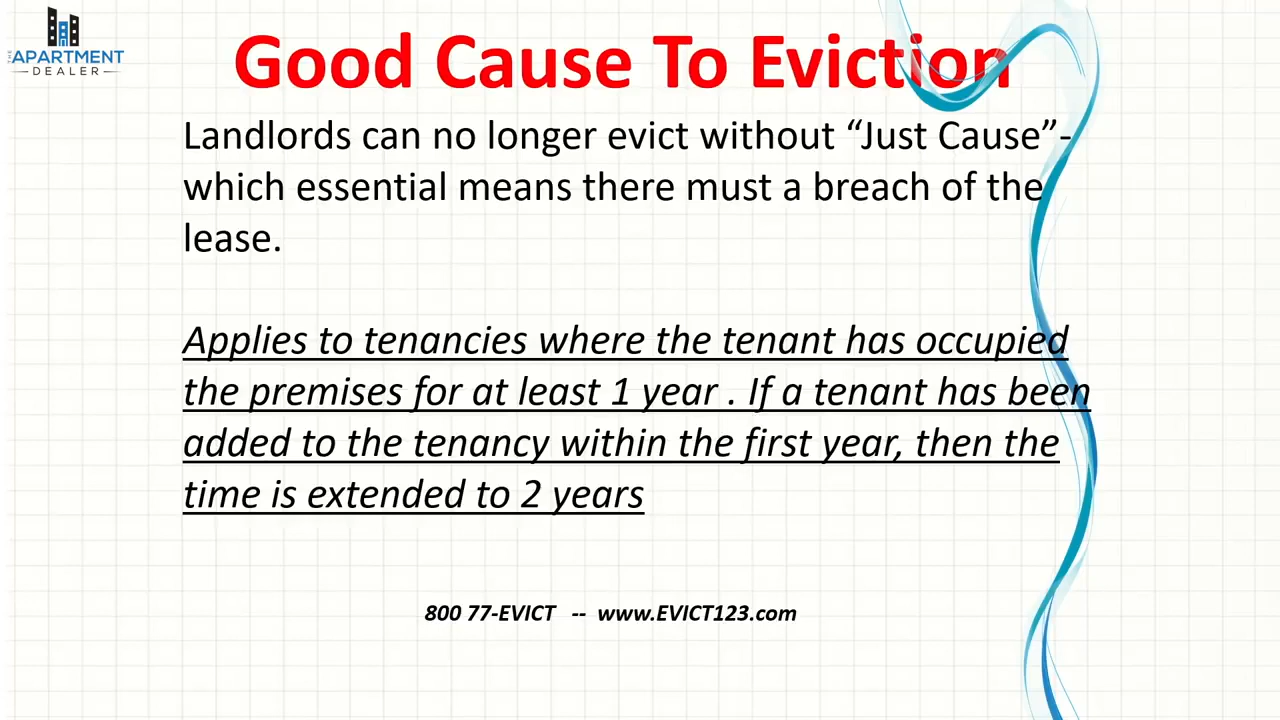 THE
APARTMENT
DEALER
Good Cause To Eviction
Landlords can no longer evict without “Just Cause”-
which essential means there must a breach of the
lease.
Applies to tenancies where the tenant has occupied
the premises for at least 1 year . If a tenant has been
added to the tenancy within the first year, then the
time is extended to 2 years
800 77-EVICT -- www.EVICT123.com